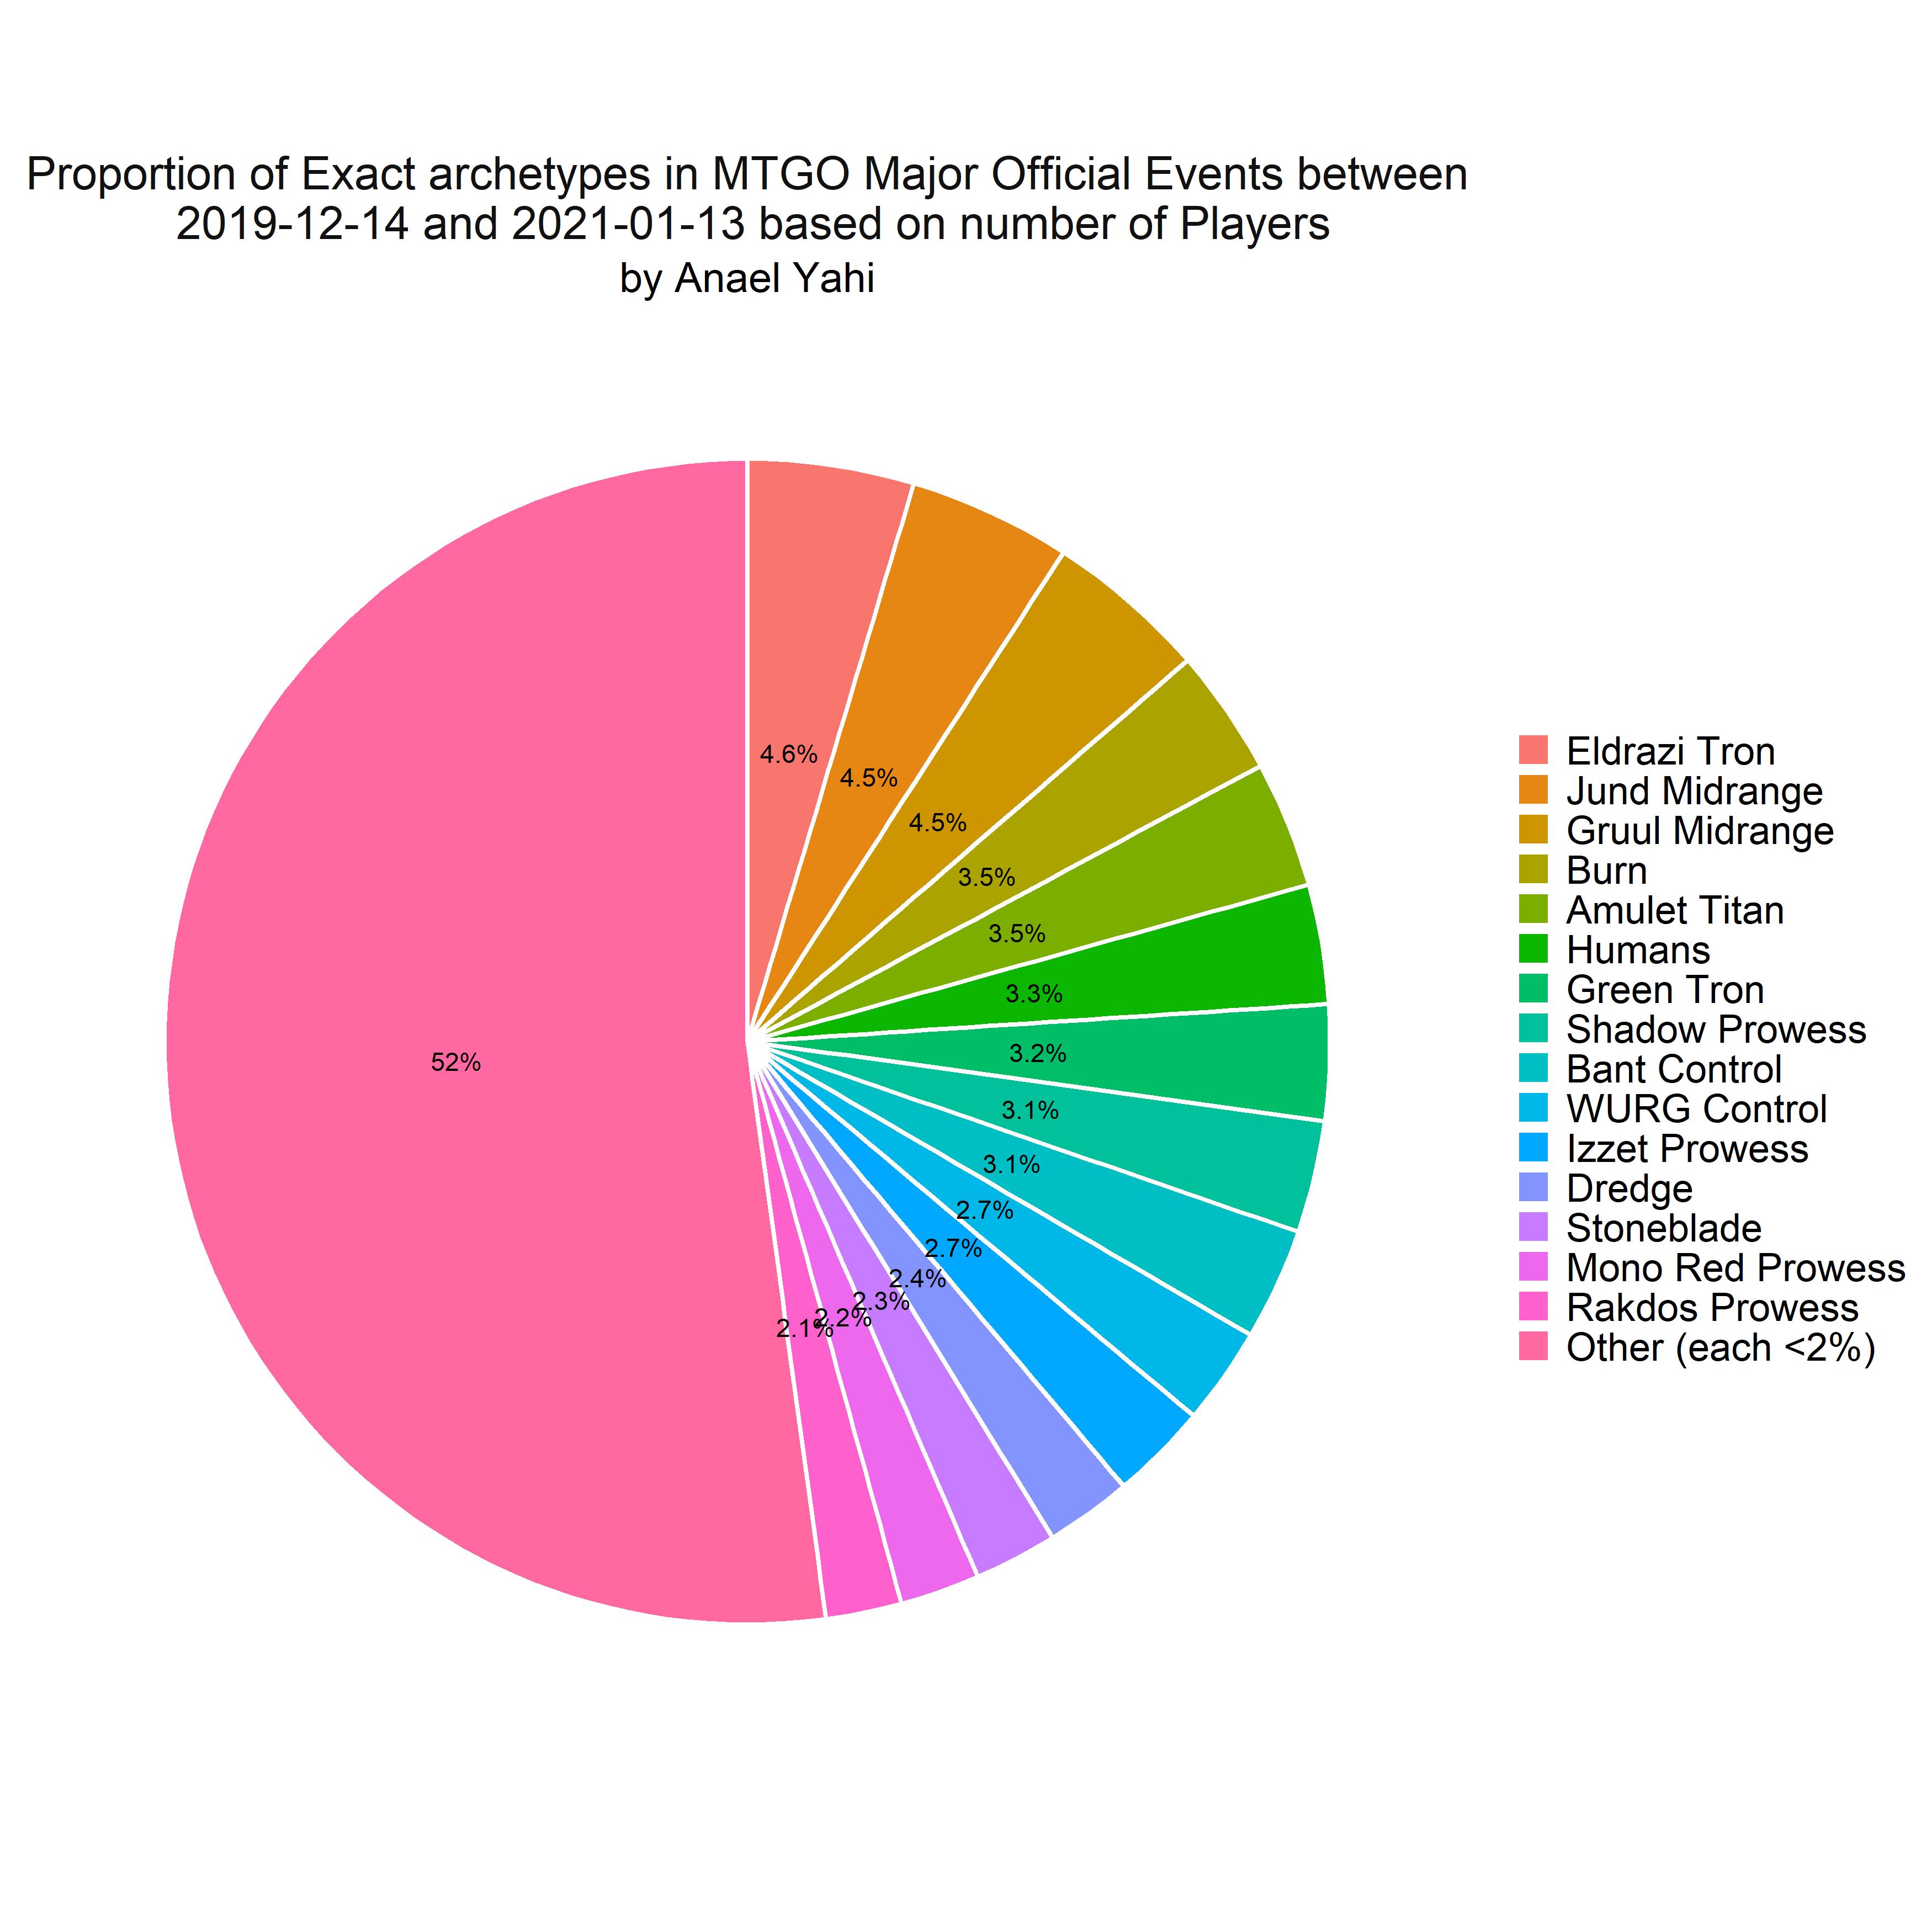 Proportion of Exact archetypes in MTGO Major Official Events between
2019-12-14 and 2021-01-13 based on number of Players
by Anael Yahi
4.6%
4.5%
4.5%
3.5%
3.5%
3.3%
3.2%
3.1%
3.1%
2.7%
2.7%
2.4%
2.3%
2.2%
2.1%
52%
Eldrazi Tron
Jund Midrange
Gruul Midrange
Burn
Amulet Titan
Humans
Green Tron
Shadow Prowess
Bant Control
WURG Control
Izzet Prowess
Dredge
Stoneblade
Mono Red Prowess
Rakdos Prowess
Other (each <2%)